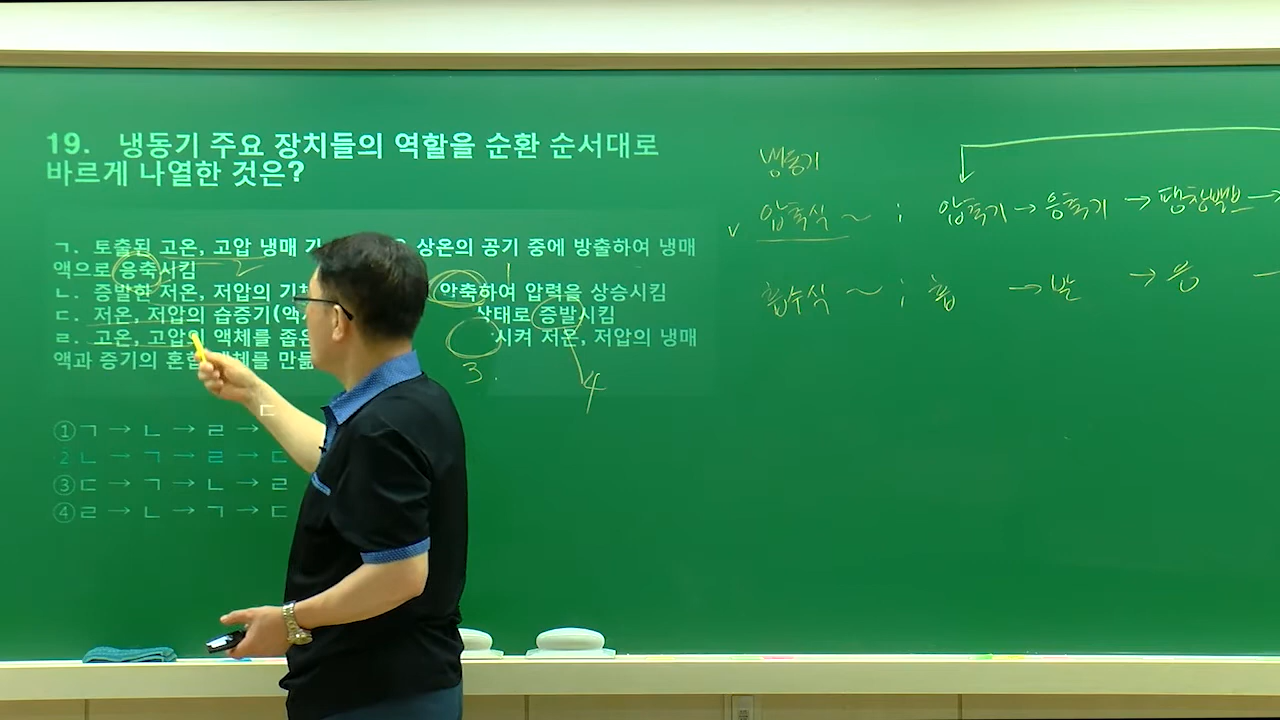 19. 냉동기 주요 장치들의 역할을 순환 순서대로
바르게 나열한 것은?
ㄱ. 토출된 고온, 고압 냉매 상온의 공기 중에 방출하여 냉매
액으로 응축시킴
ㄴ. 증발한 저온, 저압의 기체 압축하여 압력을 상승시킴
ㄷ. 저온, 저압의 습증기(액 상태로 증발시킴
ㄹ. 고온, 고압의 액체를 좁은 시켜 저온, 저압의 냉매
액과 증기의 혼합 체를 만듦
① ㄱ → ㄴ → ㄹ → ㄷ
2 ㄴ → ㄱ → ㄹ → ㄷ
③ ㄷ → ㄱ → ㄴ → ㄹ
④ ㄹ → ㄴ → ㄱ → ㄷ
1
2
3.
4
냉동기
v 압축식 ~ ; 압축기 → 응축기 → 팽창밸브 →
흡수식 ~ ; 흡 → 발 → 응 →